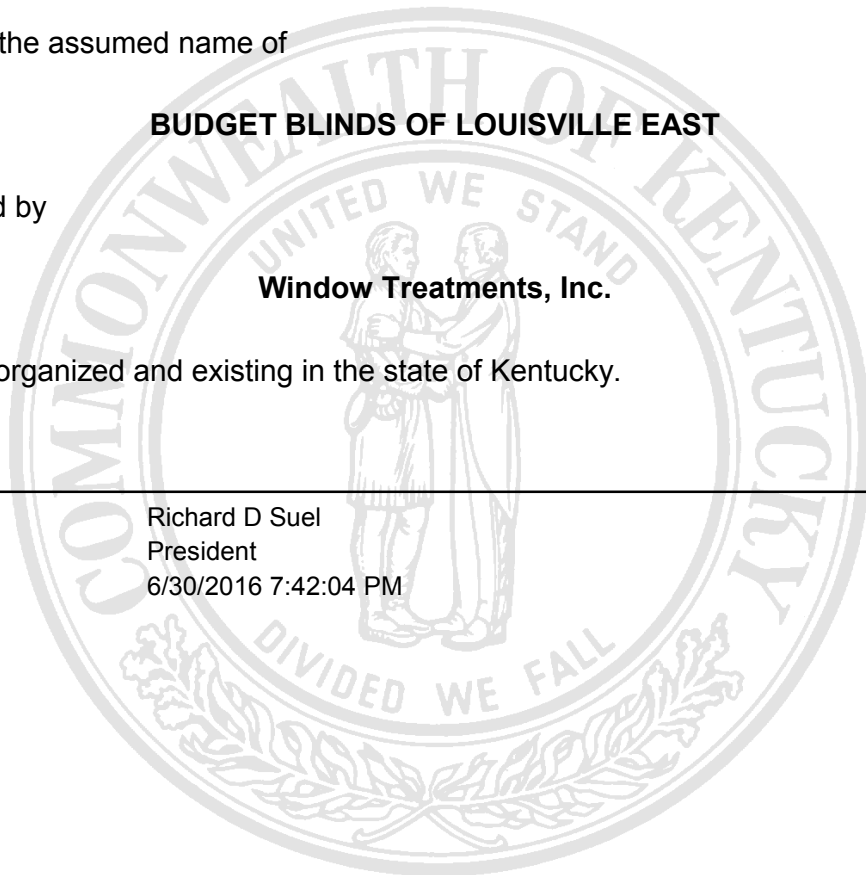 the assumed name of
BUDGET BLINDS OF LOUISVILLE EAST
d by
Window Treatments, Inc.
organized and existing in the state of Kentucky.
Richard D Suel
President
6/30/2016 7:42:04 PM
COMMONWEALTH OF KENTUCKY
UNITED WE STAND
DIVIDED WE FALL